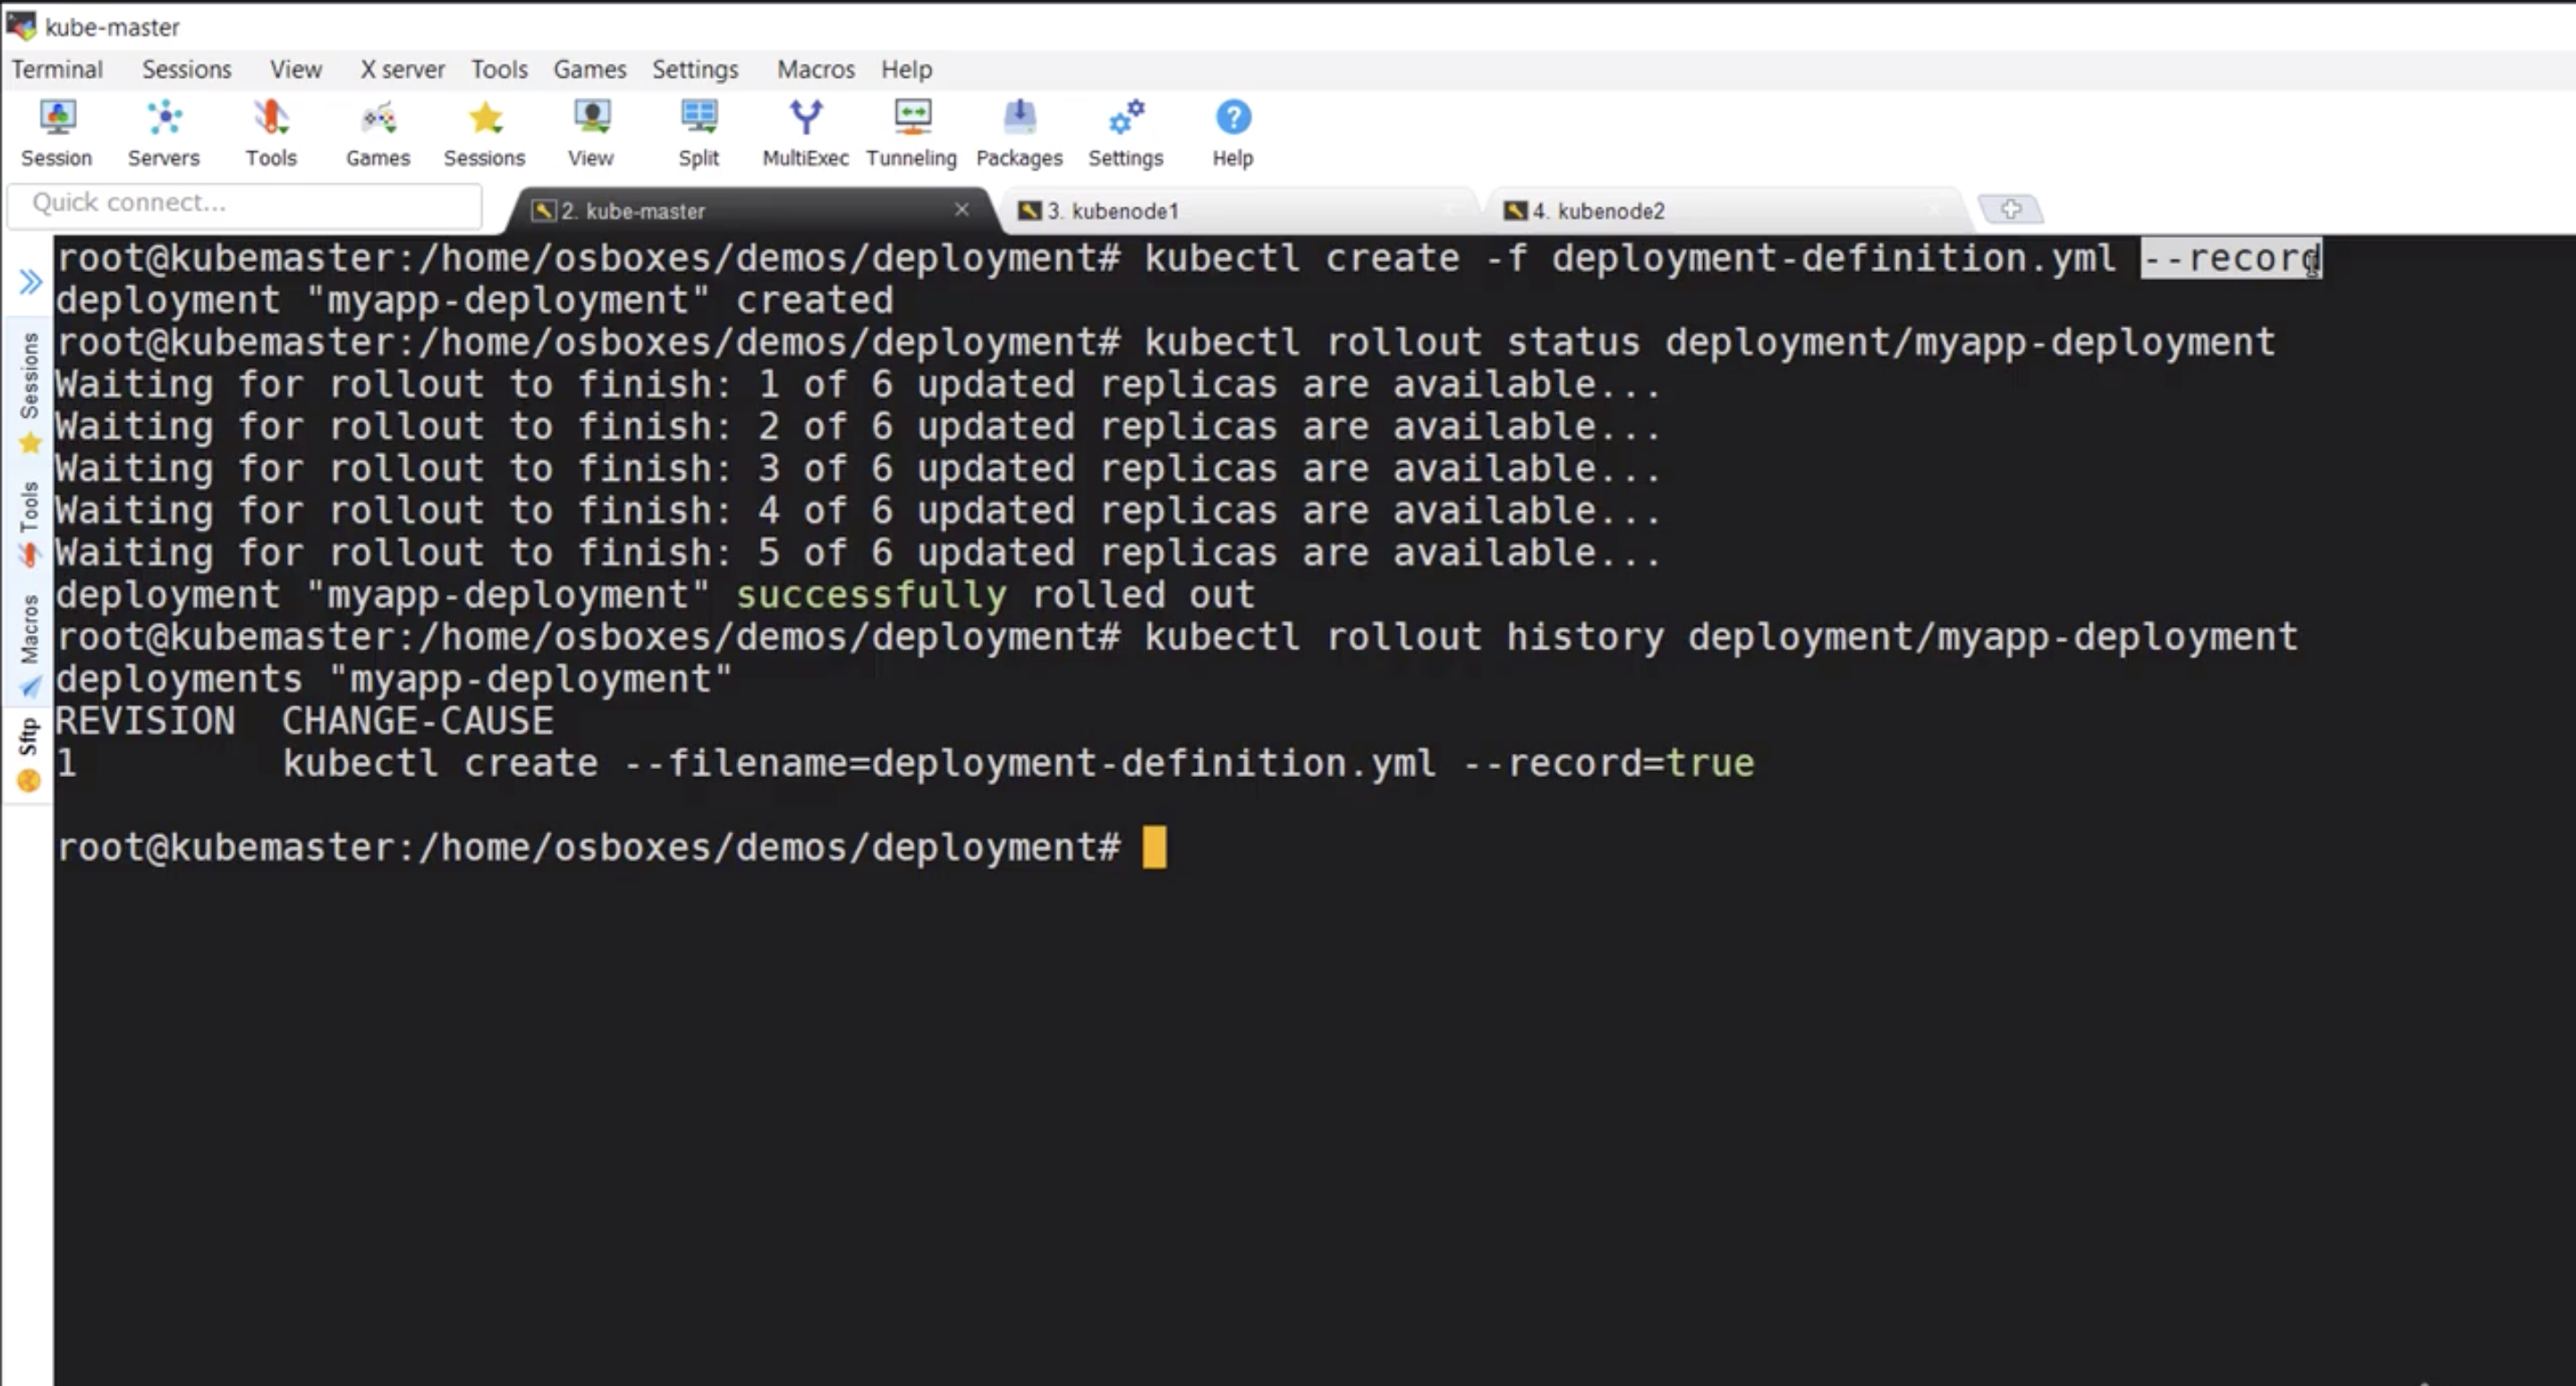 kube-master
Terminal Sessions View X server Tools Games Settings Macros Help
Session Servers Tools Games Sessions View Split MultiExec Tunneling Packages Settings Help
Quick connect... 2. kube-master 3. kubenode1 4. kubenode2
root@kubemaster:/home/osboxes/demos/deployment# kubectl create -f deployment-definition.yml --record
deployment "myapp-deployment" created
root@kubemaster:/home/osboxes/demos/deployment# kubectl rollout status deployment/myapp-deployment
Waiting for rollout to finish: 1 of 6 updated replicas are available...
Waiting for rollout to finish: 2 of 6 updated replicas are available...
Waiting for rollout to finish: 3 of 6 updated replicas are available...
Waiting for rollout to finish: 4 of 6 updated replicas are available...
Waiting for rollout to finish: 5 of 6 updated replicas are available...
deployment "myapp-deployment" successfully rolled out
root@kubemaster:/home/osboxes/demos/deployment# kubectl rollout history deployment/myapp-deployment
deployments "myapp-deployment"
REVISION CHANGE-CAUSE
1 kubectl create --filename=deployment-definition.yml --record=true
root@kubemaster:/home/osboxes/demos/deployment#
Sessions
Tools
Macros
Sftp